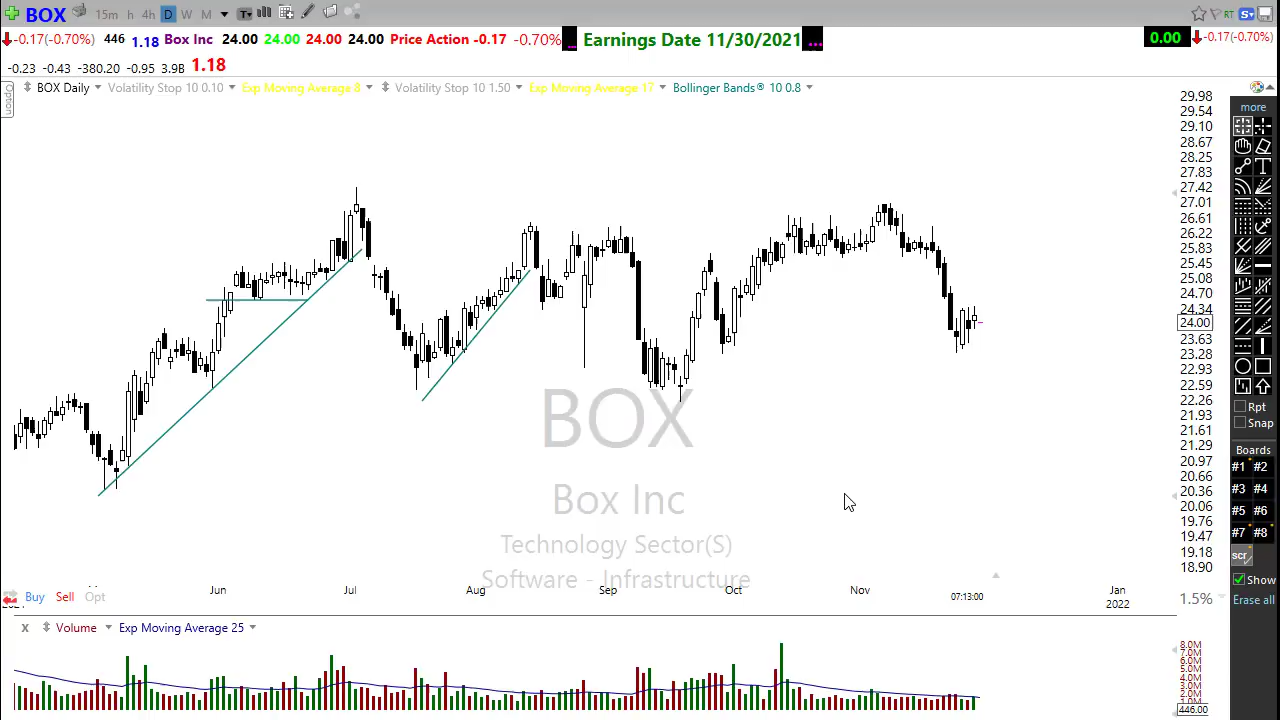 BOX 15m h 4h D W M T RT S
-0.17(-0.70%) 446 1.18 Box Inc 24.00 24.00 24.00 24.00 Price Action -0.17 -0.70% ... Earnings Date 11/30/2021 ... 0.00 -0.17(-0.70%)
-0.23 -0.43 -380.20 -0.95 3.9B 1.18
Option
BOX Daily Volatility Stop 10 0.10 Exp Moving Average 8 Volatility Stop 10 1.50 Exp Moving Average 17 Bollinger Bands® 10 0.8
29.98
29.54
29.10
28.67
28.25
27.83
27.42
27.01
26.61
26.22
25.83
25.45
25.08
24.70
24.34
24.00
23.63
23.28
22.93
22.59
22.26
21.93
21.61
21.29
20.97
20.66
20.36
20.06
19.76
19.47
19.18
18.90
more
Rpt
Snap
Boards
#1 #2
#3 #4
#5 #6
#7 #8
scr
Show
Erase all
BOX
Box Inc
Technology Sector(S)
Software - Infrastructure
Jun Jul Aug Sep Oct Nov 07:13:00 Jan
2022
Buy Sell Opt
1.5%
X Volume Exp Moving Average 25
8.0M
7.0M
6.0M
5.0M
4.0M
3.0M
2.0M
446.00